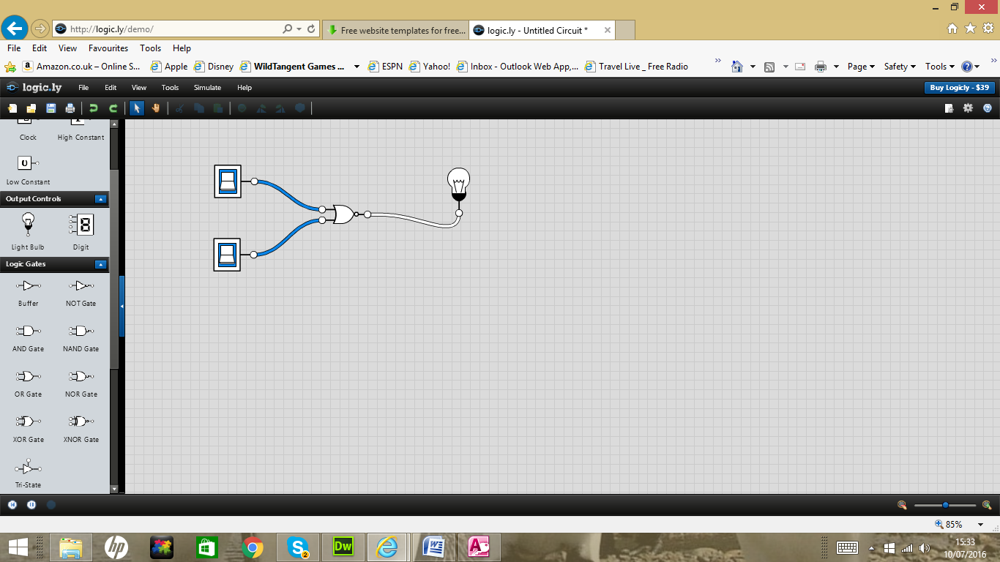 http://logic.ly/demo/
Free website templates for free...
logic.ly - Untitled Circuit *
File Edit View Favourites Tools Help
Amazon.co.uk – Online S... Apple Disney WildTangent Games ... ESPN Yahoo! Inbox - Outlook Web App,... Travel Live _ Free Radio Page Safety Tools
logic.ly File Edit View Tools Simulate Help Buy Logicly - $39
Clock High Constant
Low Constant
Output Controls
Light Bulb Digit
Logic Gates
Buffer NOT Gate
AND Gate NAND Gate
OR Gate NOR Gate
XOR Gate XNOR Gate
Tri-State
85%
hp
S 2
Dw
W
A
15:33
10/07/2016